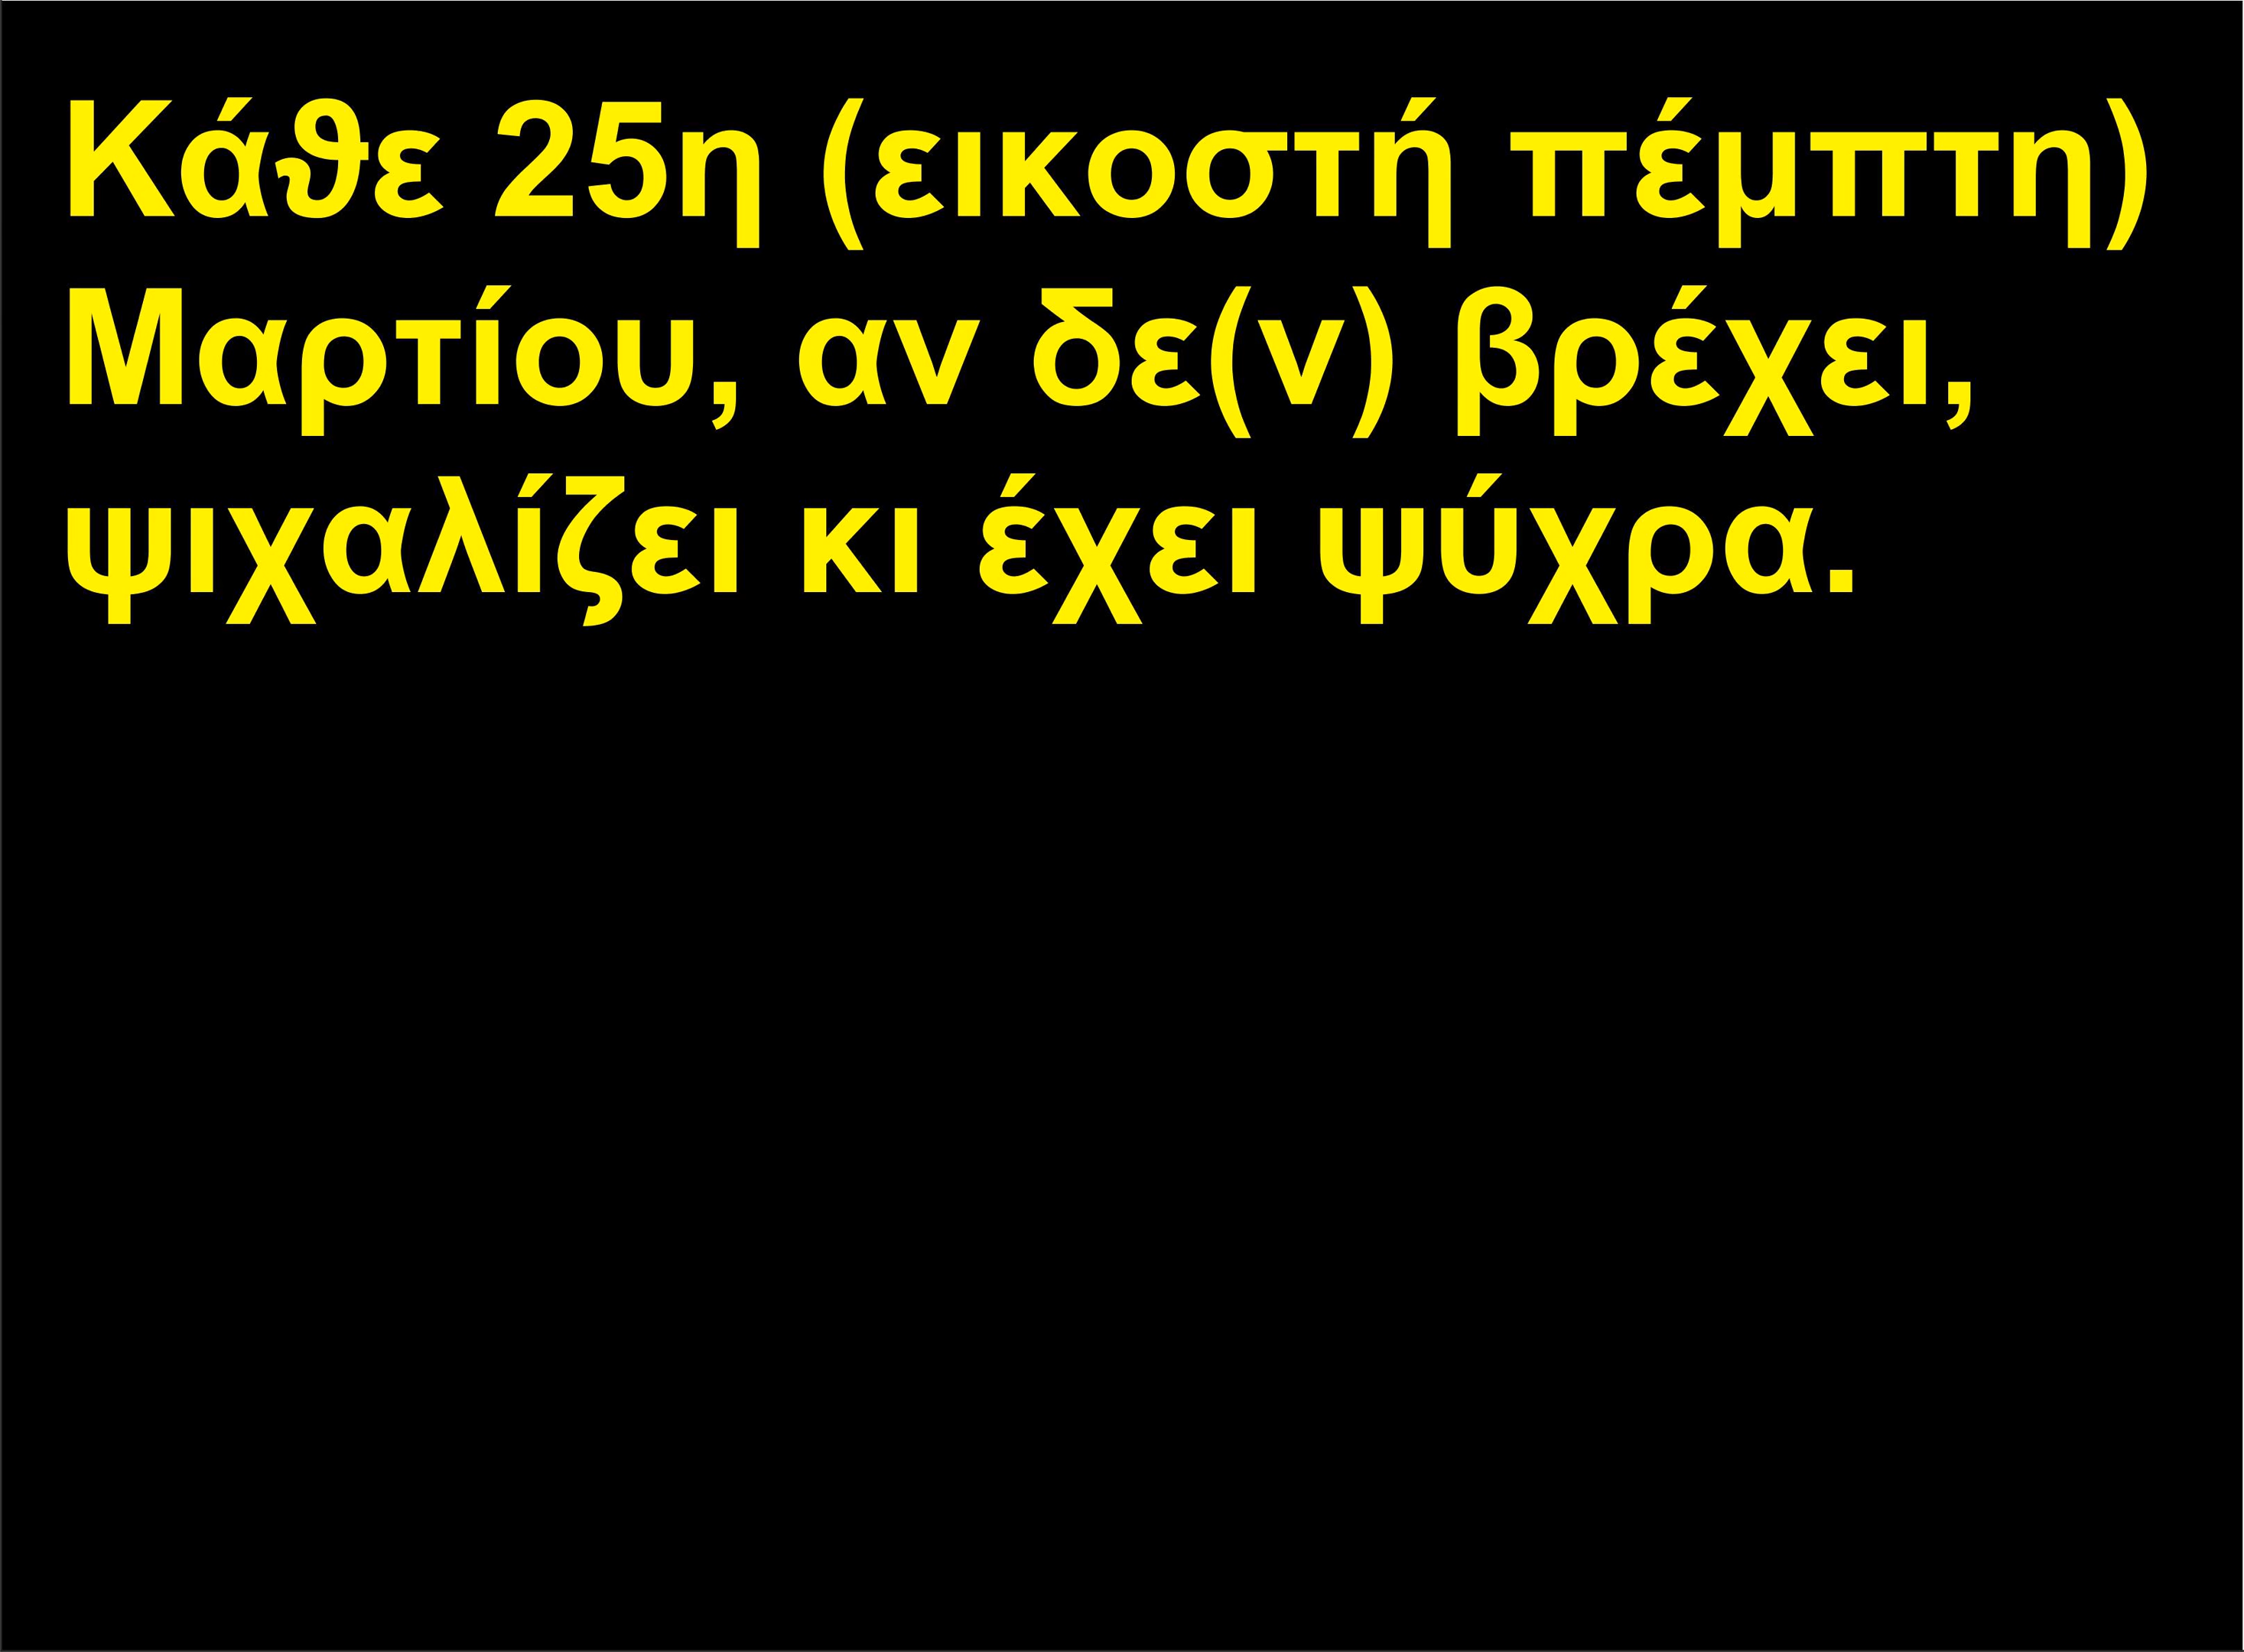 Κάϑε 25η (εικοστή πέμπτη)
Μαρτίου, αν δε(ν) βρέχει,
ψιχαλίζει κι έχει ψύχρα.